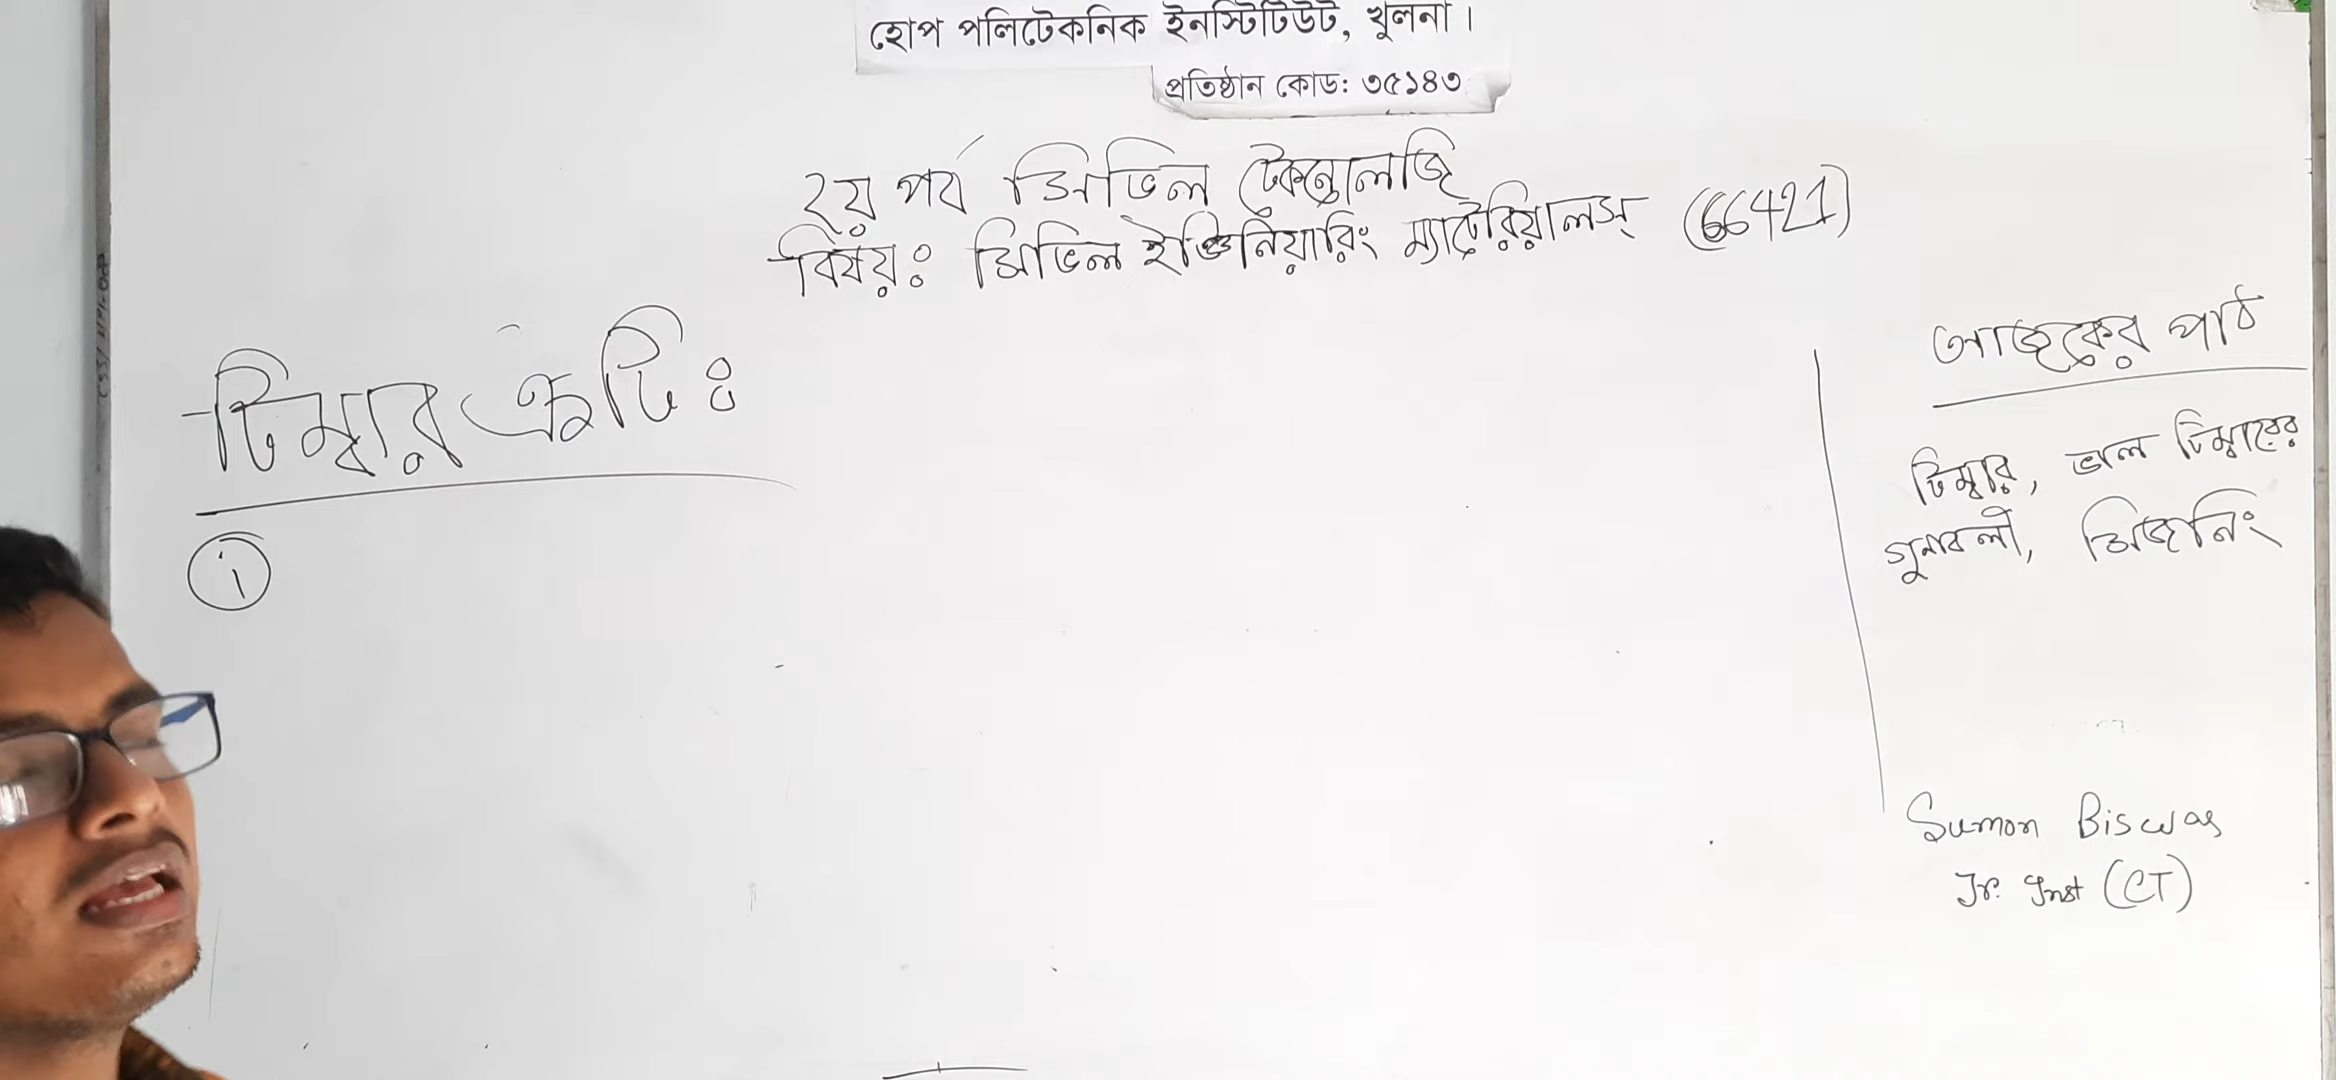 হোপ পলিটেকনিক ইনস্টিটিউট, খুলনা।
প্রতিষ্ঠান কোড: ৩৫১৪৩
২য় পর্ব সিভিল টেকনোলজি
বিষয়ঃ সিভিল ইঞ্জিনিয়ারিং ম্যাটেরিয়ালস্ (66421)
টিম্বার ত্রুটিঃ
i
আজকের পাঠ
টিম্বার, ভাল টিম্বারের
গুনাবলী, সিজনিং
Sumon Biswas
Jr. Inst (CT)